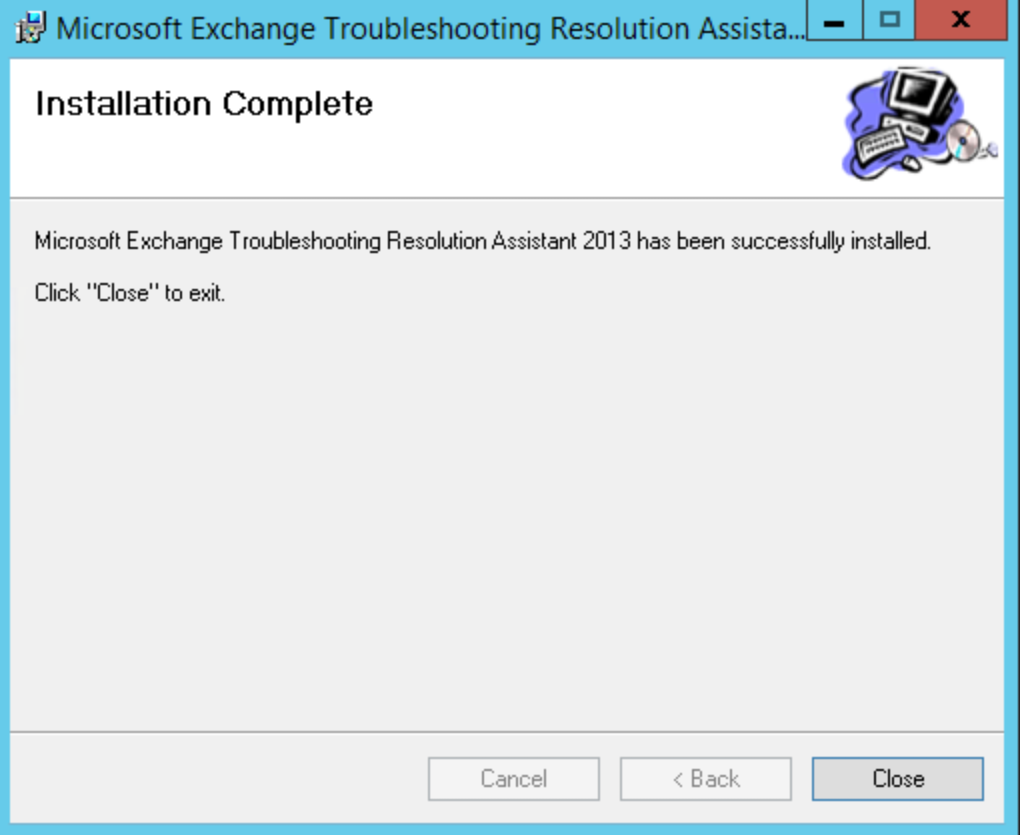 Microsoft Exchange Troubleshooting Resolution Assista...
Installation Complete
Microsoft Exchange Troubleshooting Resolution Assistant 2013 has been successfully installed.
Click "Close" to exit.
Cancel
< Back
Close